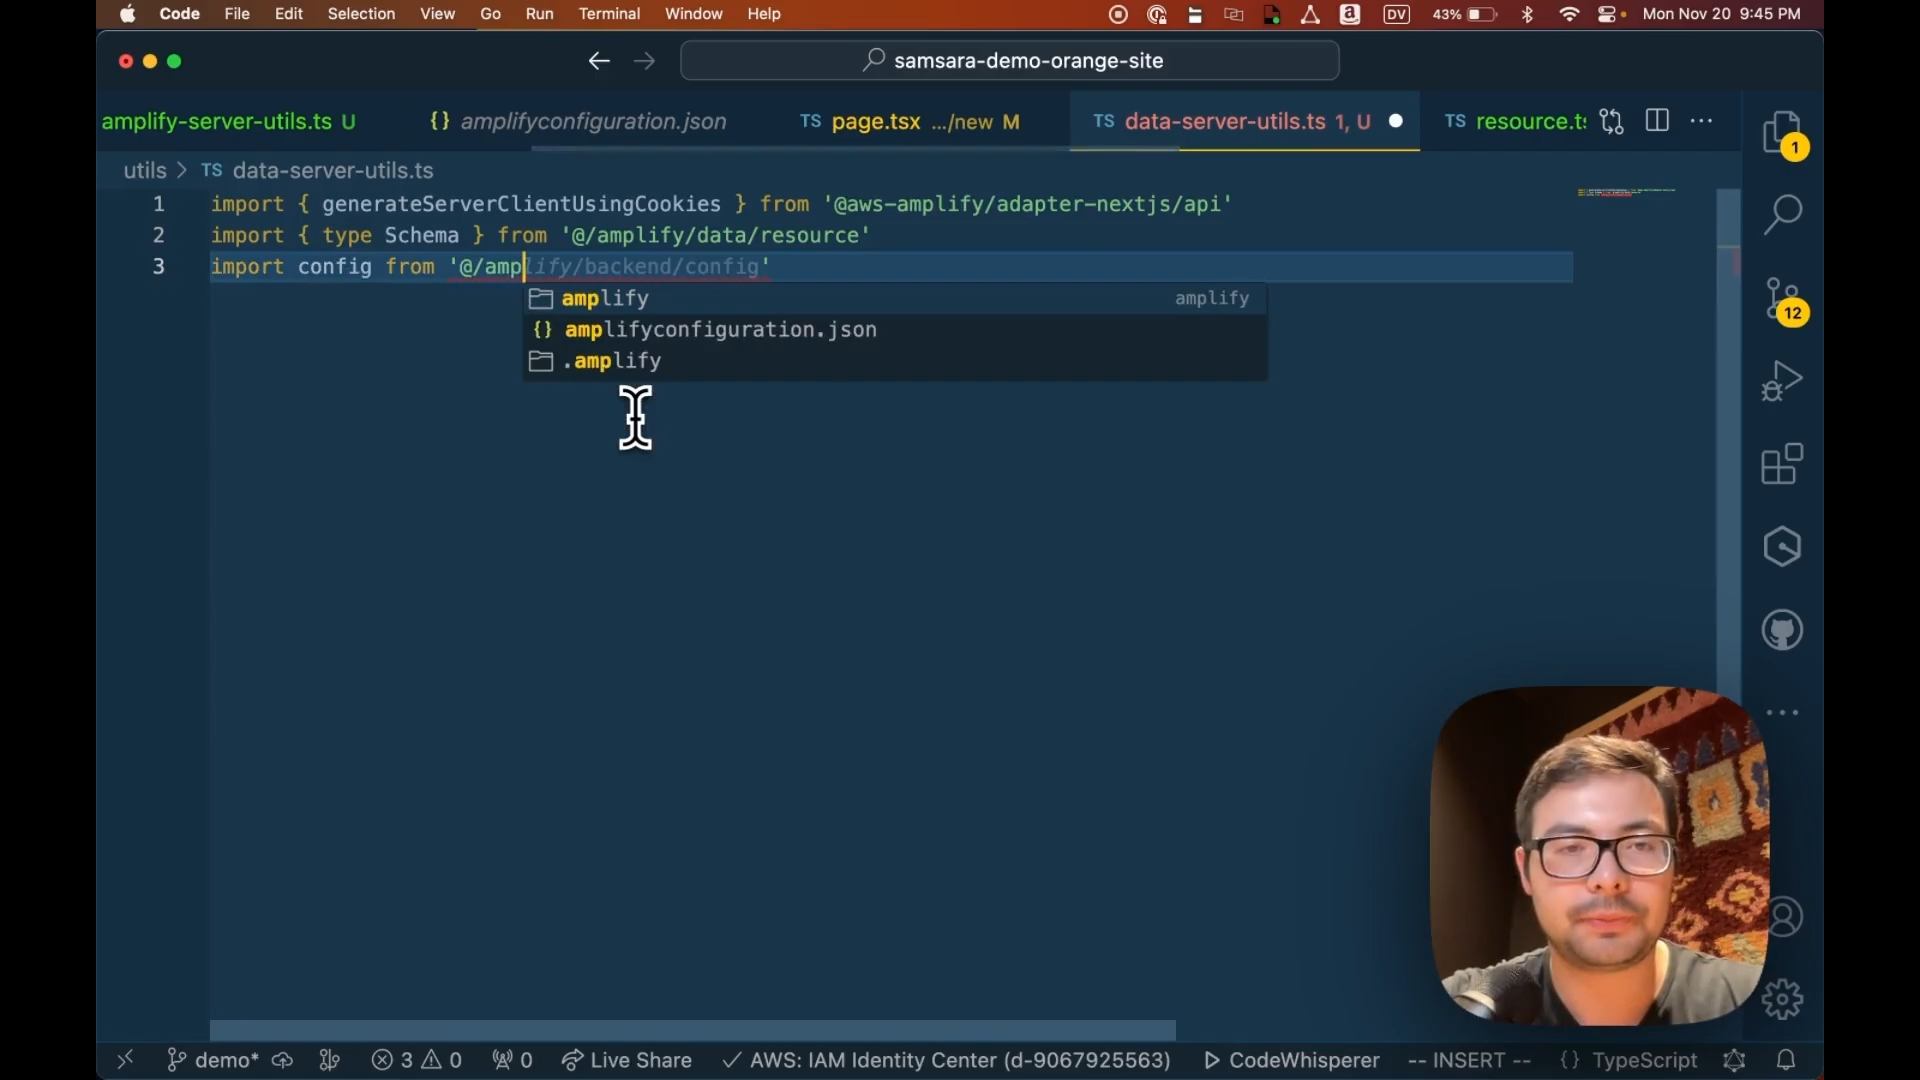 Code File Edit Selection View Go Run Terminal Window Help DV 43% Mon Nov 20 9:45 PM
samsara-demo-orange-site
amplify-server-utils.ts U {} amplifyconfiguration.json TS page.tsx .../new M TS data-server-utils.ts 1, U TS resource.ts
utils > TS data-server-utils.ts
1 import { generateServerClientUsingCookies } from '@aws-amplify/adapter-nextjs/api'
2 import { type Schema } from '@/amplify/data/resource'
3 import config from '@/amplify/backend/config'
amplify amplify
{} amplifyconfiguration.json
.amplify
1
12
demo* 3 0 0 Live Share AWS: IAM Identity Center (d-9067925563) CodeWhisperer -- INSERT -- {} TypeScript